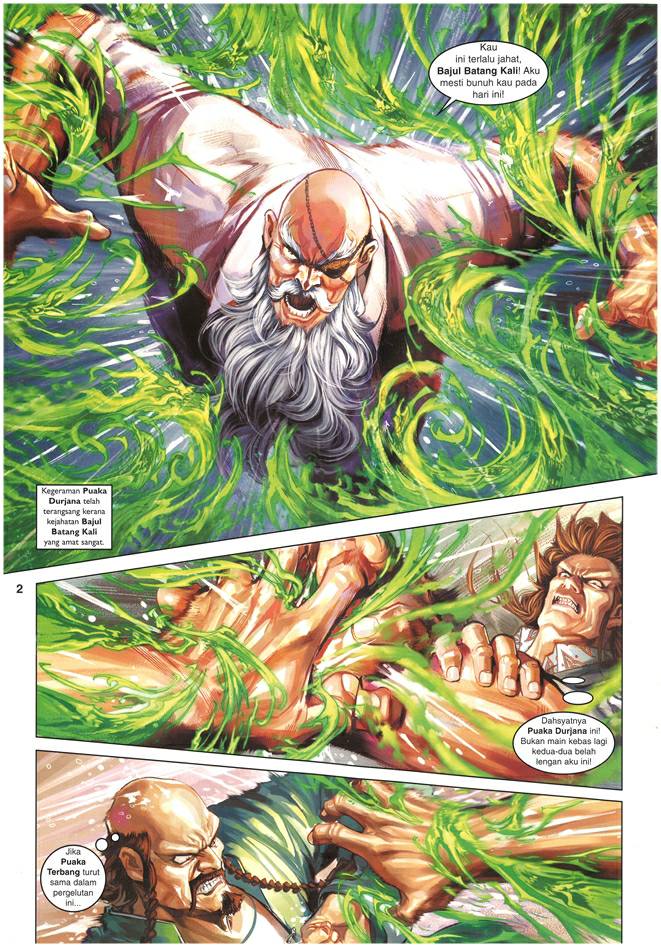 Kau
ini terlalu jahat,
Bajul Batang Kali! Aku
mesti bunuh kau pada
hari ini!
Kegeraman Puaka
Durjana telah
terangsang kerana
kejahatan Bajul
Batang Kali
yang amat sangat.
2
Dahsyatnya
Puaka Durjana ini!
Bukan main kebas lagi
kedua-dua belah
lengan aku ini!
Jika
Puaka
Terbang turut
sama dalam
pergelutan
ini...